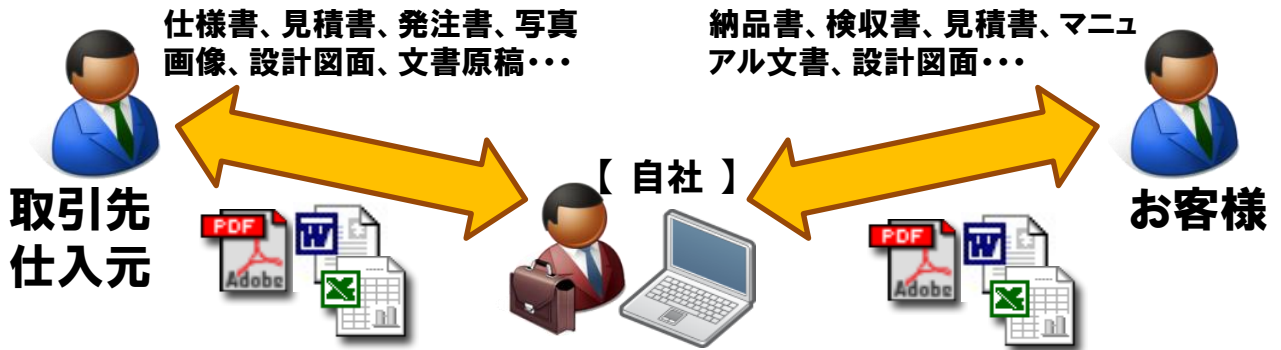 仕様書、見積書、発注書、写真
画像、設計図面、文書原稿・・・
納品書、検収書、見積書、マニュ
アル文書、設計図面・・・
【 自社 】
取引先
仕入元
お客様
PDF
Adobe
W
X
PDF
Adobe
W
X